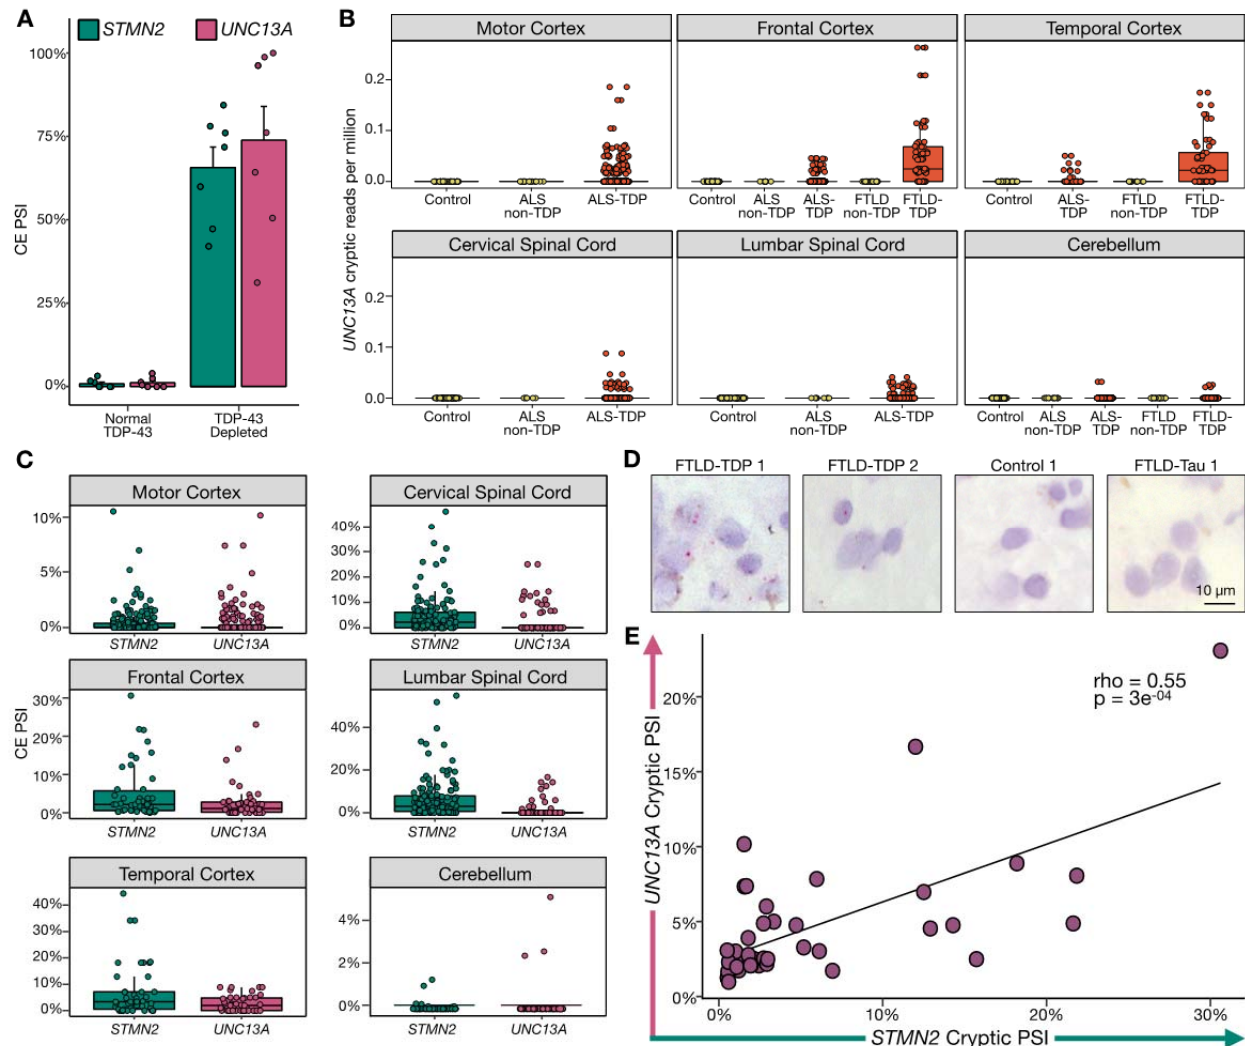 A
STMN2 UNC13A
100%
75%
50%
25%
0%
CE PSI
Normal TDP-43
TDP-43 Depleted
B
Motor Cortex
Frontal Cortex
Temporal Cortex
UNC13A cryptic reads per million
0.2
0.1
0.0
Control
ALS non-TDP
ALS-TDP
Control
ALS non-TDP
ALS-TDP
FTLD non-TDP
FTLD-TDP
Control
ALS-TDP
FTLD non-TDP
FTLD-TDP
Cervical Spinal Cord
Lumbar Spinal Cord
Cerebellum
0.2
0.1
0.0
Control
ALS non-TDP
ALS-TDP
Control
ALS non-TDP
ALS-TDP
Control
ALS non-TDP
ALS-TDP
FTLD non-TDP
FTLD-TDP
C
CE PSI
Motor Cortex
10%
5%
0%
STMN2 UNC13A
Cervical Spinal Cord
40%
30%
20%
10%
0%
STMN2 UNC13A
Frontal Cortex
30%
20%
10%
0%
STMN2 UNC13A
Lumbar Spinal Cord
40%
20%
0%
STMN2 UNC13A
Temporal Cortex
40%
30%
20%
10%
0%
STMN2 UNC13A
Cerebellum
4%
2%
0%
STMN2 UNC13A
D
FTLD-TDP 1
FTLD-TDP 2
Control 1
FTLD-Tau 1
10 µm
E
rho = 0.55
p = 3e-04
UNC13A Cryptic PSI
20%
15%
10%
5%
0%
0% 10% 20% 30%
STMN2 Cryptic PSI